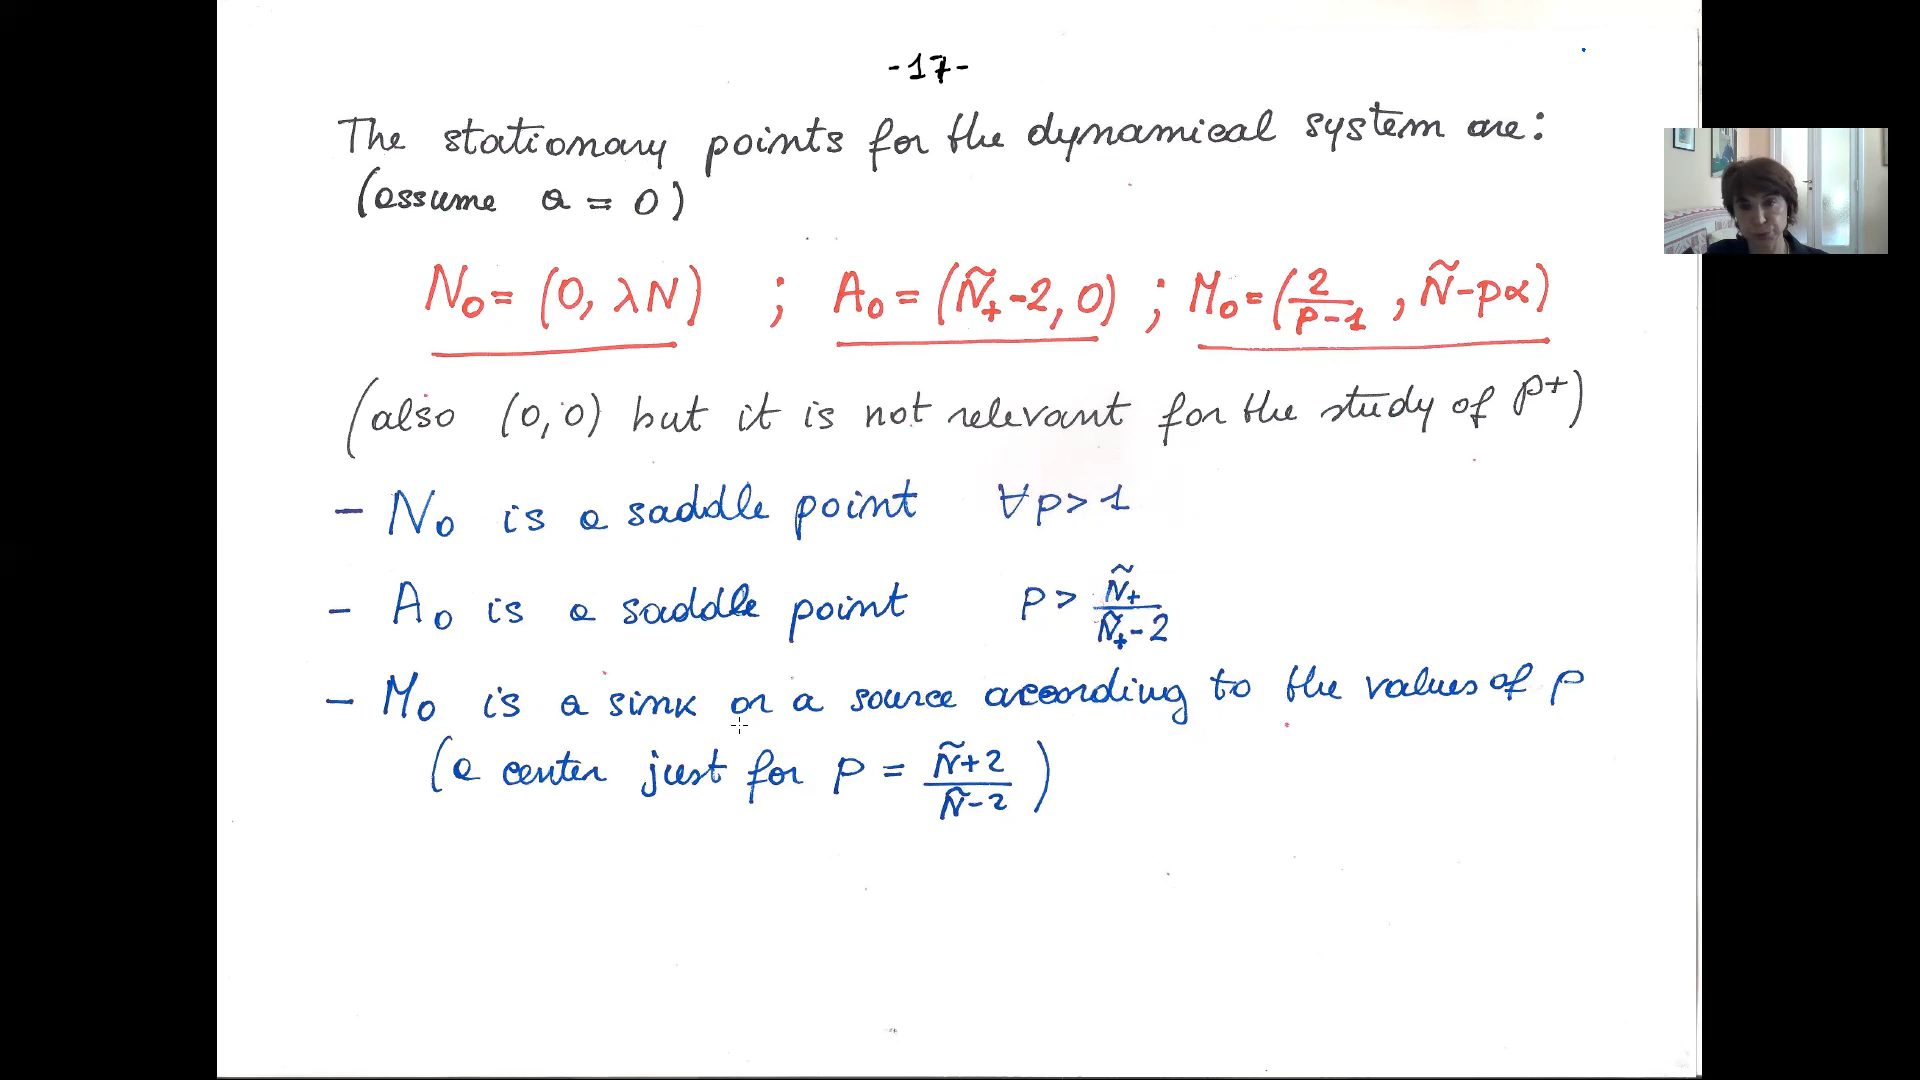 -17-
The stationary points for the dynamical system are:
(assume a = 0)
N₀ = (0, λN) ; A₀ = (Ñ₊-2, 0) ; M₀ = (2/(p-1), Ñ-pα)
(also (0,0) but it is not relevant for the study of p+)
- N₀ is a saddle point ∀p>1
- A₀ is a saddle point p > Ñ₊/(Ñ₊-2)
- M₀ is a sink or a source according to the values of p
(a center just for p = (Ñ+2)/(Ñ-2))